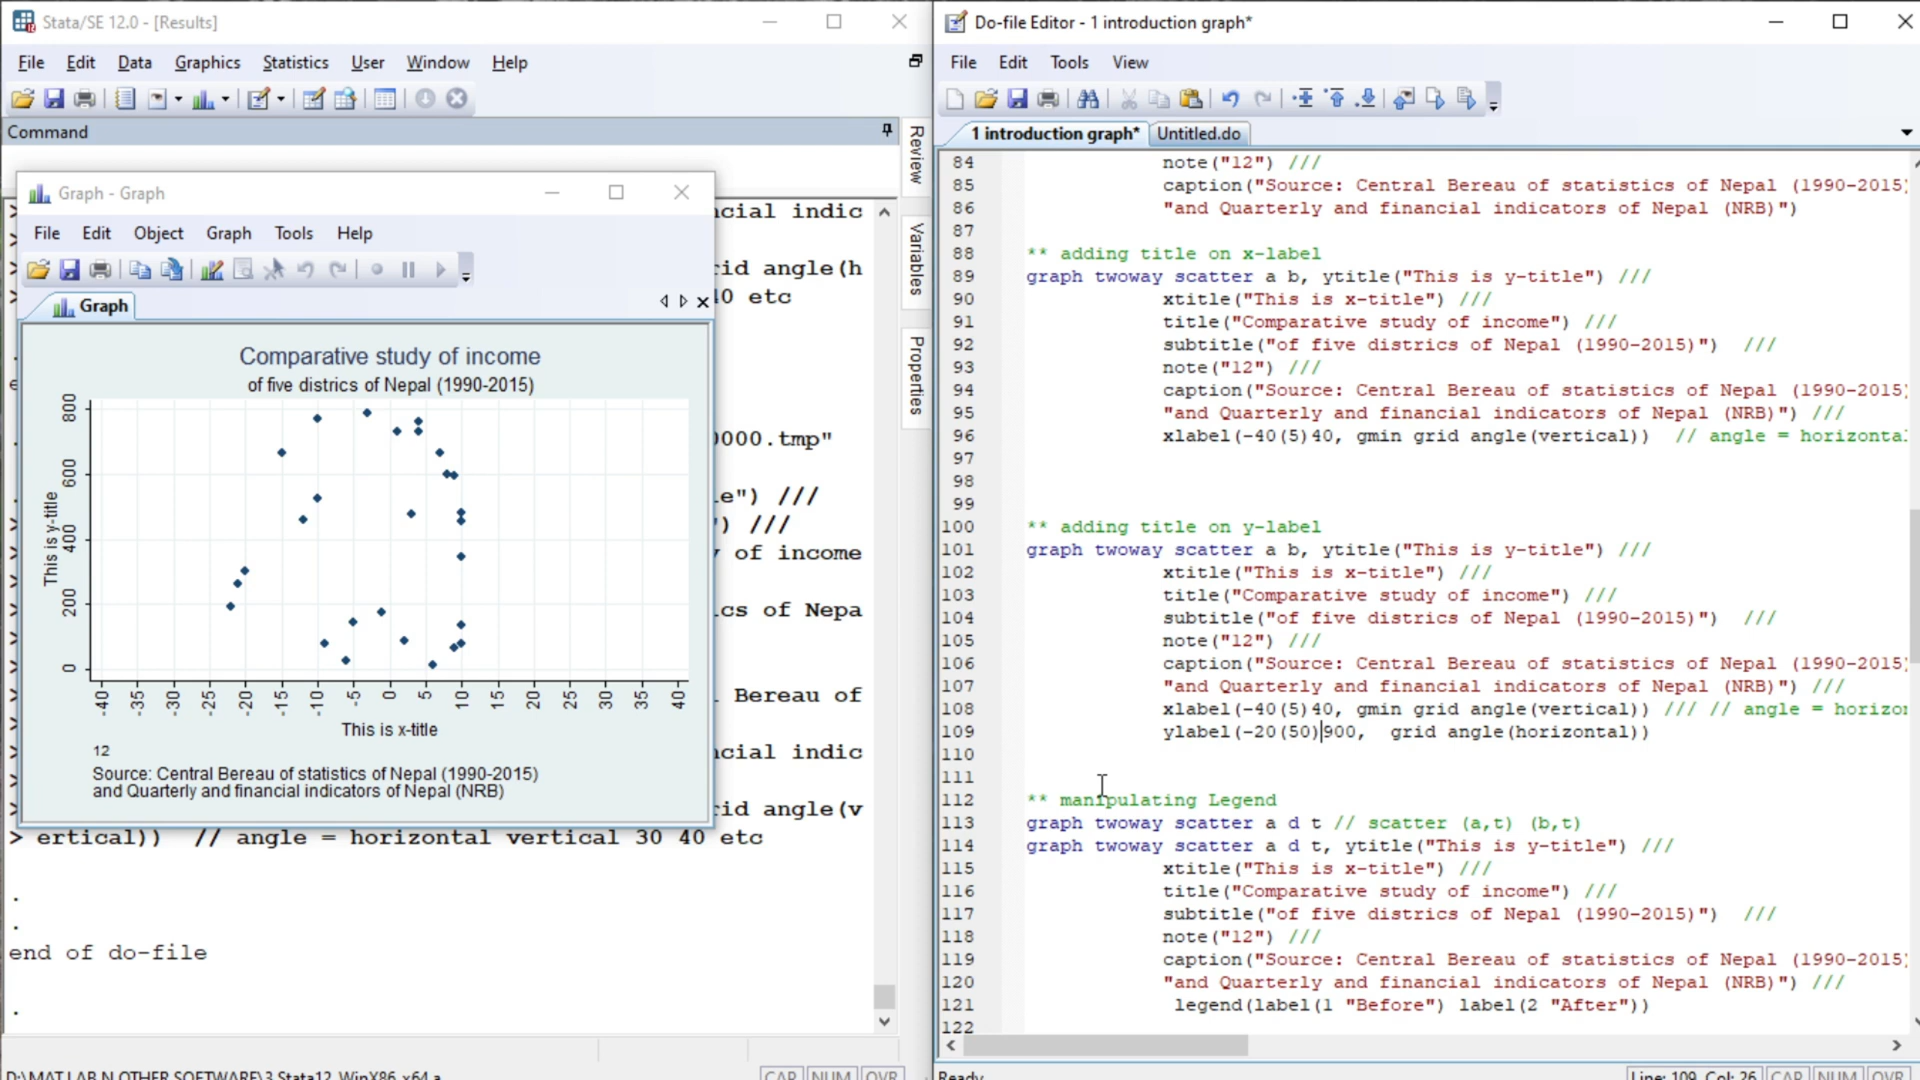 Stata/SE 12.0 - [Results]
File Edit Data Graphics Statistics User Window Help
Command
Review
Variables
Properties
Graph - Graph
File Edit Object Graph Tools Help
Graph
Comparative study of income
of five districs of Nepal (1990-2015)
This is y-title
800
600
400
200
0
-40 -35 -30 -25 -20 -15 -10 -5 0 5 10 15 20 25 30 35 40
This is x-title
12
Source: Central Bereau of statistics of Nepal (1990-2015)
and Quarterly and financial indicators of Nepal (NRB)
ncial indic
rid angle(h
40 etc
0000.tmp"
le") ///
") ///
y of income
ics of Nepa
l Bereau of
ncial indic
rid angle(v
> ertical))  // angle = horizontal vertical 30 40 etc
.
.
end of do-file
.
CAP NUM OVR
Do-file Editor - 1 introduction graph*
File Edit Tools View
1 introduction graph* Untitled.do
84 note("12") ///
85 caption("Source: Central Bereau of statistics of Nepal (1990-2015)
86 "and Quarterly and financial indicators of Nepal (NRB)")
87
88 ** adding title on x-label
89 graph twoway scatter a b, ytitle("This is y-title") ///
90 xtitle("This is x-title") ///
91 title("Comparative study of income") ///
92 subtitle("of five districs of Nepal (1990-2015)")  ///
93 note("12") ///
94 caption("Source: Central Bereau of statistics of Nepal (1990-2015)
95 "and Quarterly and financial indicators of Nepal (NRB)") ///
96 xlabel(-40(5)40, gmin grid angle(vertical))  // angle = horizontal
97
98
99
100 ** adding title on y-label
101 graph twoway scatter a b, ytitle("This is y-title") ///
102 xtitle("This is x-title") ///
103 title("Comparative study of income") ///
104 subtitle("of five districs of Nepal (1990-2015)")  ///
105 note("12") ///
106 caption("Source: Central Bereau of statistics of Nepal (1990-2015)
107 "and Quarterly and financial indicators of Nepal (NRB)") ///
108 xlabel(-40(5)40, gmin grid angle(vertical)) /// // angle = horizon
109 ylabel(-20(50)900,  grid angle(horizontal))
110
111
112 ** manipulating Legend
113 graph twoway scatter a d t // scatter (a,t) (b,t)
114 graph twoway scatter a d t, ytitle("This is y-title") ///
115 xtitle("This is x-title") ///
116 title("Comparative study of income") ///
117 subtitle("of five districs of Nepal (1990-2015)")  ///
118 note("12") ///
119 caption("Source: Central Bereau of statistics of Nepal (1990-2015)
120 "and Quarterly and financial indicators of Nepal (NRB)") ///
121 legend(label(1 "Before") label(2 "After"))
122
Ready
Line: 109, Col: 26 CAP NUM OVR